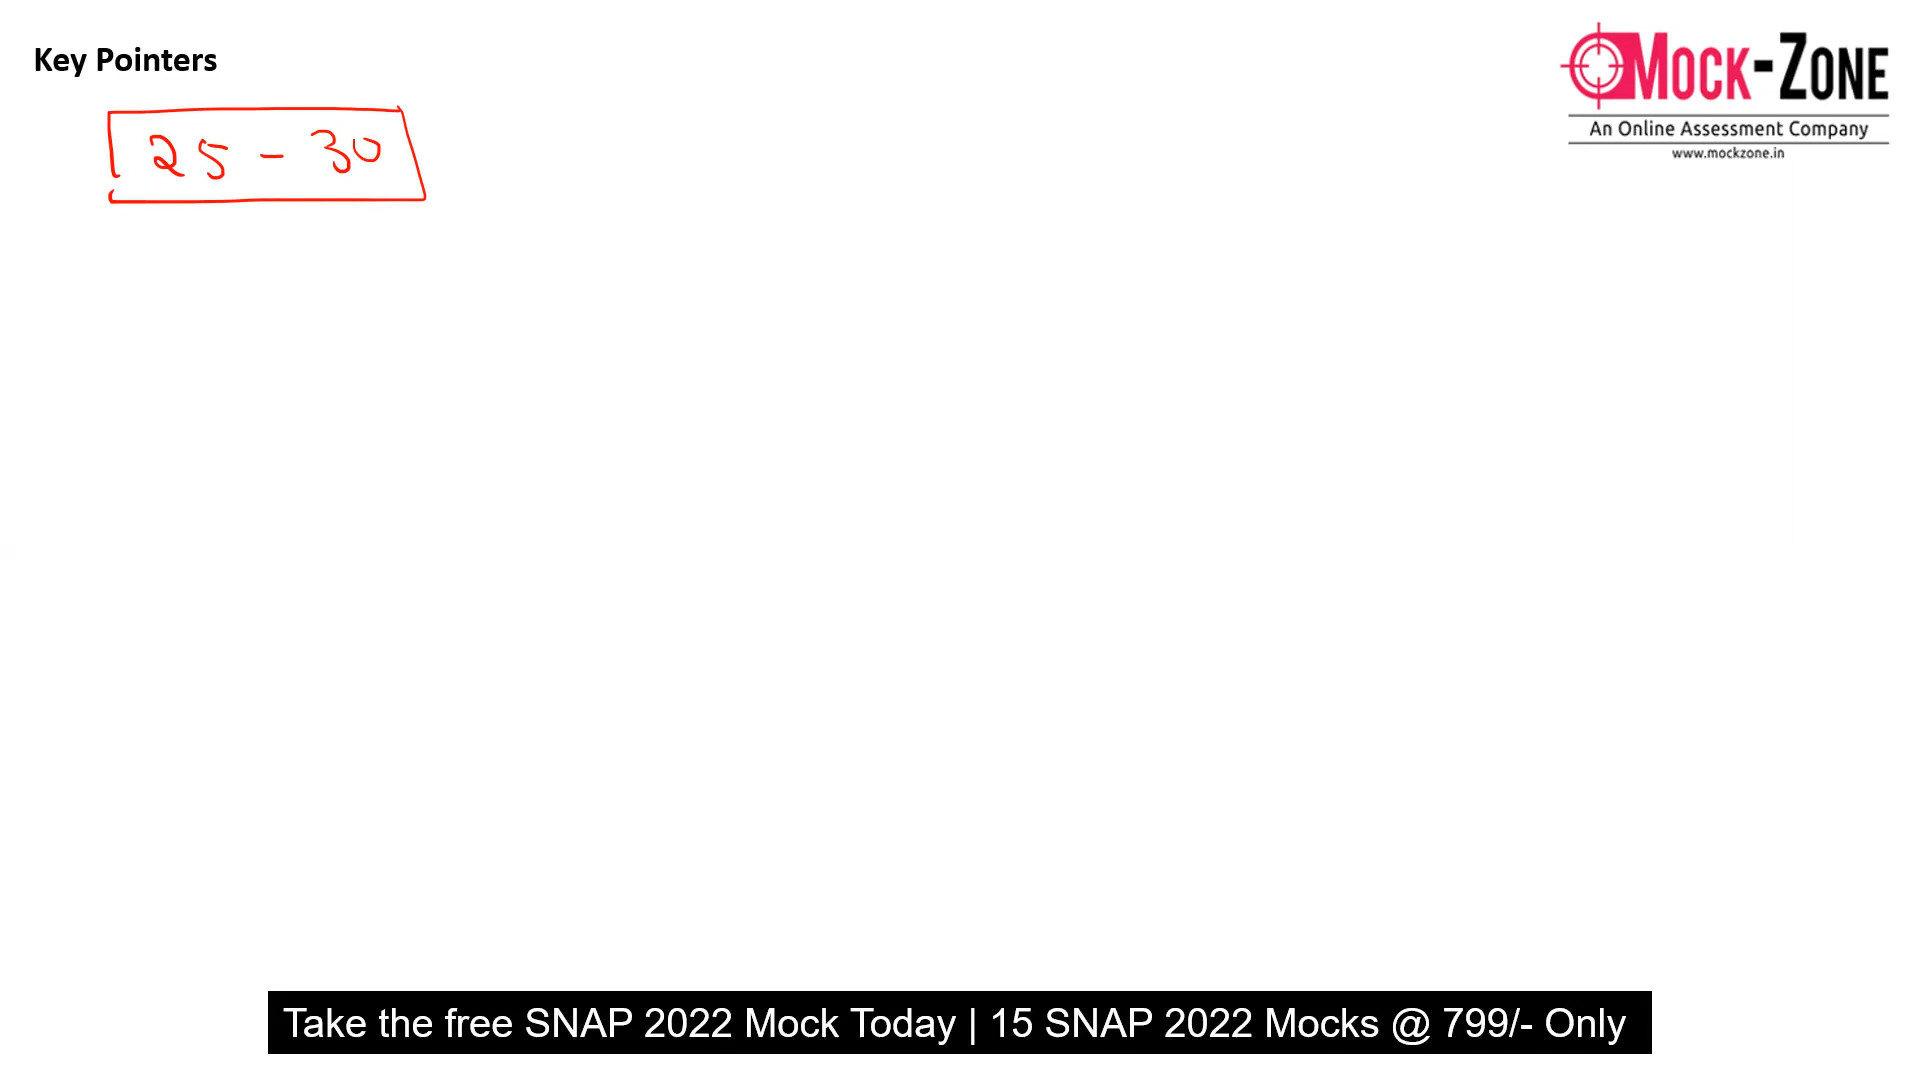 Key Pointers
25 - 30
Mock-Zone
An Online Assessment Company
www.mockzone.in
Take the free SNAP 2022 Mock Today | 15 SNAP 2022 Mocks @ 799/- Only